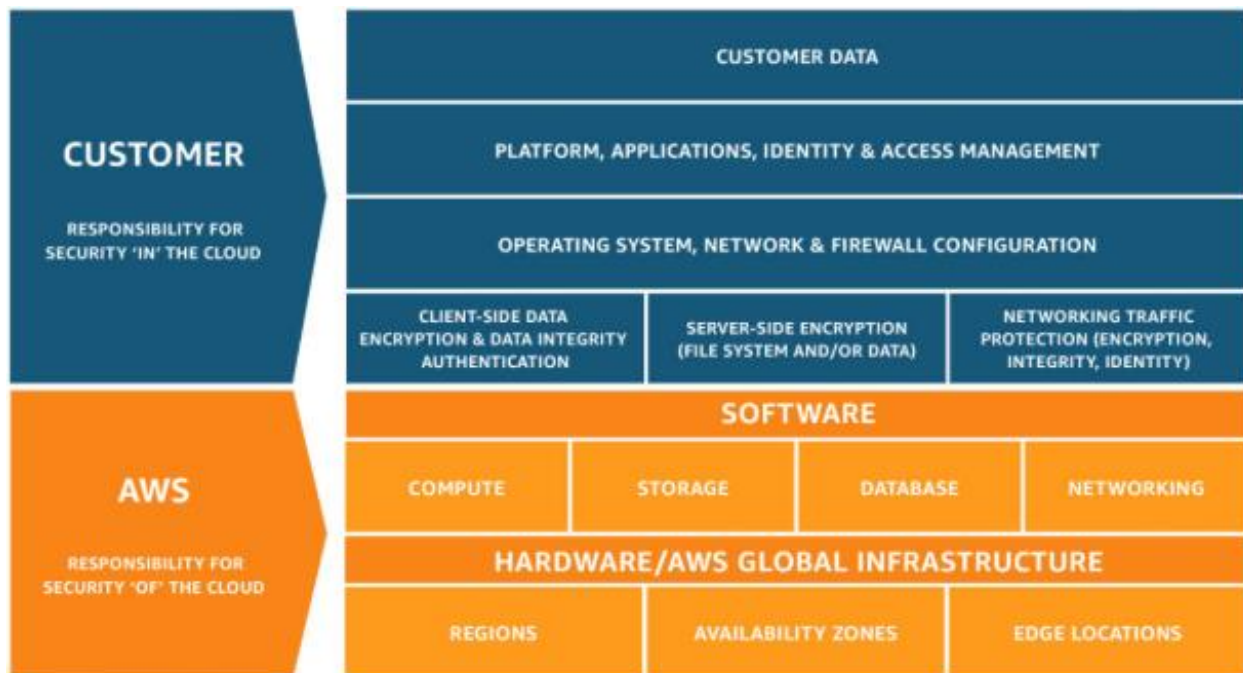 CUSTOMER
RESPONSIBILITY FOR
SECURITY ‘IN’ THE CLOUD
CUSTOMER DATA
PLATFORM, APPLICATIONS, IDENTITY & ACCESS MANAGEMENT
OPERATING SYSTEM, NETWORK & FIREWALL CONFIGURATION
CLIENT-SIDE DATA
ENCRYPTION & DATA INTEGRITY
AUTHENTICATION
SERVER-SIDE ENCRYPTION
(FILE SYSTEM AND/OR DATA)
NETWORKING TRAFFIC
PROTECTION (ENCRYPTION,
INTEGRITY, IDENTITY)
AWS
RESPONSIBILITY FOR
SECURITY ‘OF’ THE CLOUD
SOFTWARE
COMPUTE
STORAGE
DATABASE
NETWORKING
HARDWARE/AWS GLOBAL INFRASTRUCTURE
REGIONS
AVAILABILITY ZONES
EDGE LOCATIONS